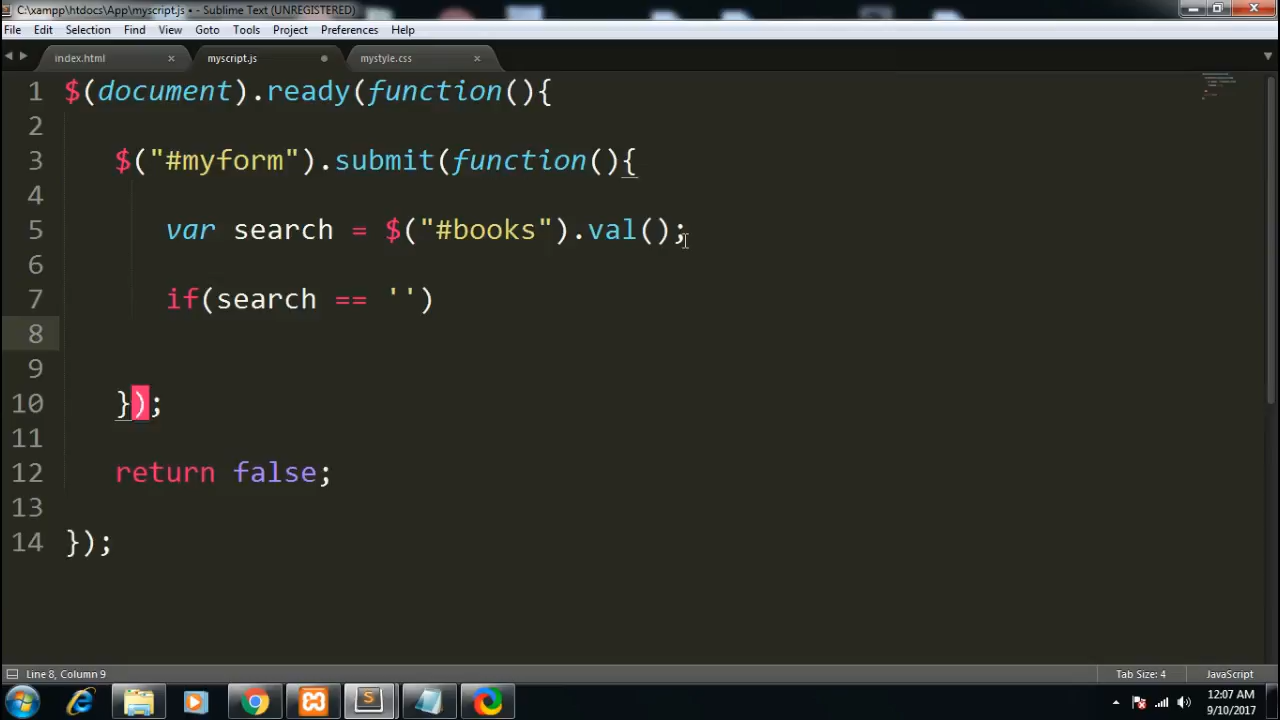 C:\xampp\htdocs\App\myscript.js • - Sublime Text (UNREGISTERED)
File Edit Selection Find View Goto Tools Project Preferences Help
index.html myscript.js mystyle.css
1 $(document).ready(function(){
2
3 $("#myform").submit(function(){
4
5 var search = $("#books").val();
6
7 if(search == '')
8
9
10 });
11
12 return false;
13
14 });
Line 8, Column 9 Tab Size: 4 JavaScript
12:07 AM
9/10/2017